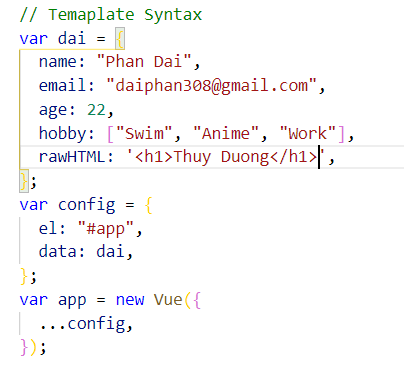 // Temaplate Syntax
var dai = {
  name: "Phan Dai",
  email: "daiphan308@gmail.com",
  age: 22,
  hobby: ["Swim", "Anime", "Work"],
  rawHTML: '<h1>Thuy Duong</h1>',
};
var config = {
  el: "#app",
  data: dai,
};
var app = new Vue({
  ...config,
});